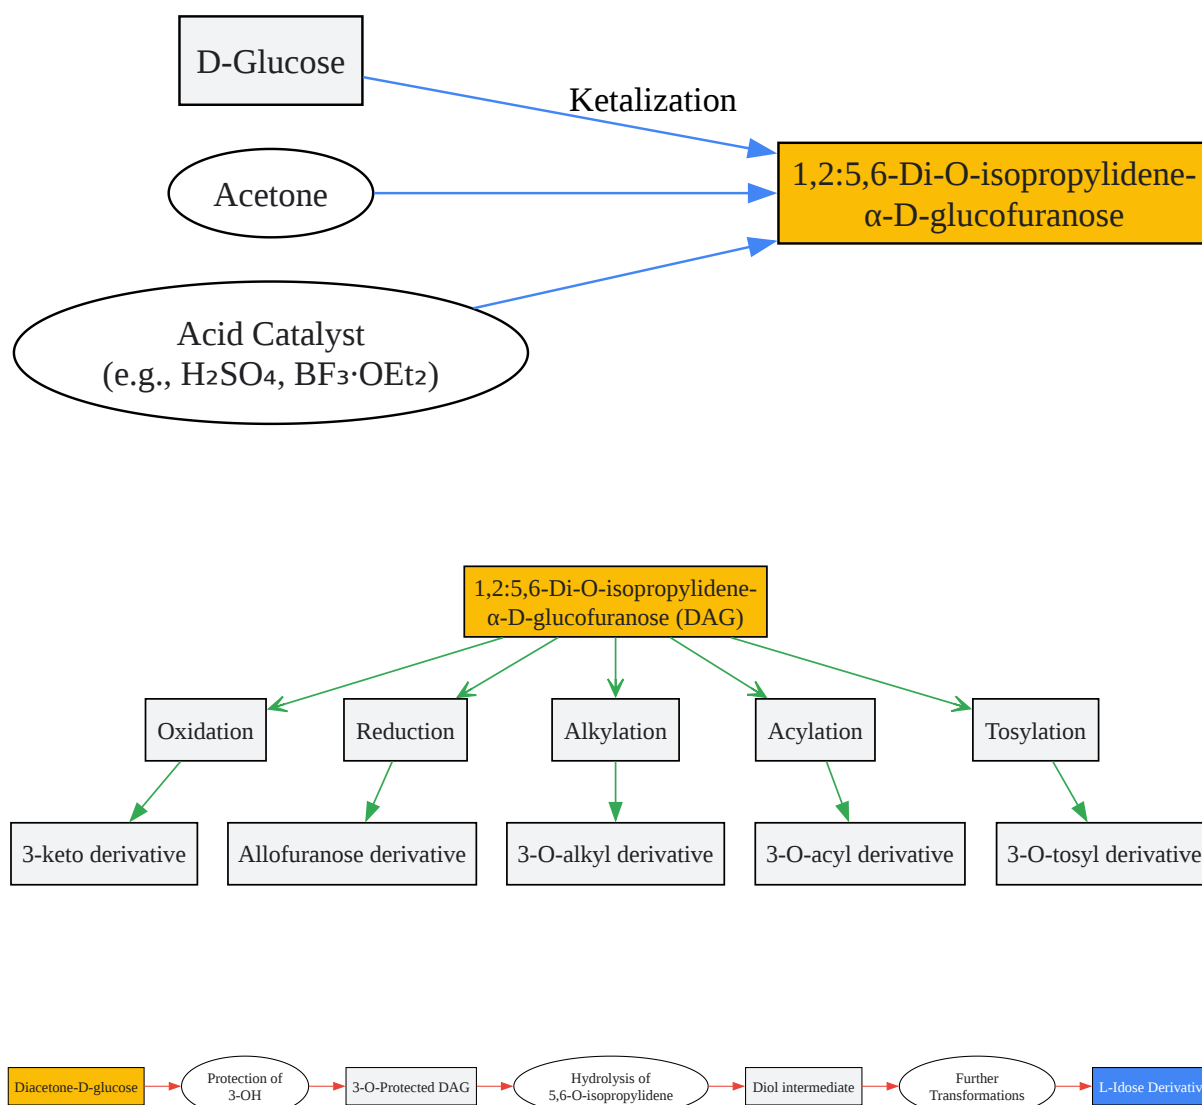 D-Glucose
Ketalization
Acetone
1,2:5,6-Di-O-isopropylidene-
α-D-glucofuranose
Acid Catalyst
(e.g., H₂SO₄, BF₃·OEt₂)
1,2:5,6-Di-O-isopropylidene-
α-D-glucofuranose (DAG)
Oxidation
Reduction
Alkylation
Acylation
Tosylation
3-keto derivative
Allofuranose derivative
3-O-alkyl derivative
3-O-acyl derivative
3-O-tosyl derivative
Diacetone-D-glucose
Protection of
3-OH
3-O-Protected DAG
Hydrolysis of
5,6-O-isopropylidene
Diol intermediate
Further
Transformations
L-Idose Derivativ